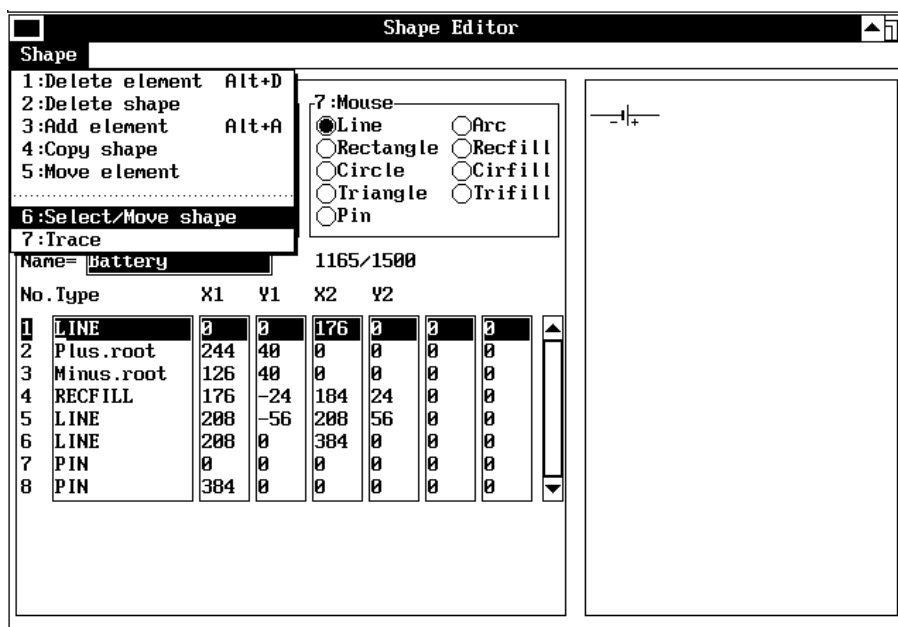 Shape Editor
Shape
1:Delete element Alt+D
2:Delete shape
3:Add element Alt+A
4:Copy shape
5:Move element
6:Select/Move shape
7:Trace
7:Mouse
Line Arc
Rectangle Recfill
Circle Cirfill
Triangle Trifill
Pin
Name= Battery 1165/1500
No.Type X1 Y1 X2 Y2
1 LINE 0 0 176 0 0 0
2 Plus.root 244 40 0 0 0 0
3 Minus.root 126 40 0 0 0 0
4 RECFILL 176 -24 184 24 0 0
5 LINE 208 -56 208 56 0 0
6 LINE 208 0 384 0 0 0
7 PIN 0 0 0 0 0 0
8 PIN 384 0 0 0 0 0
- +